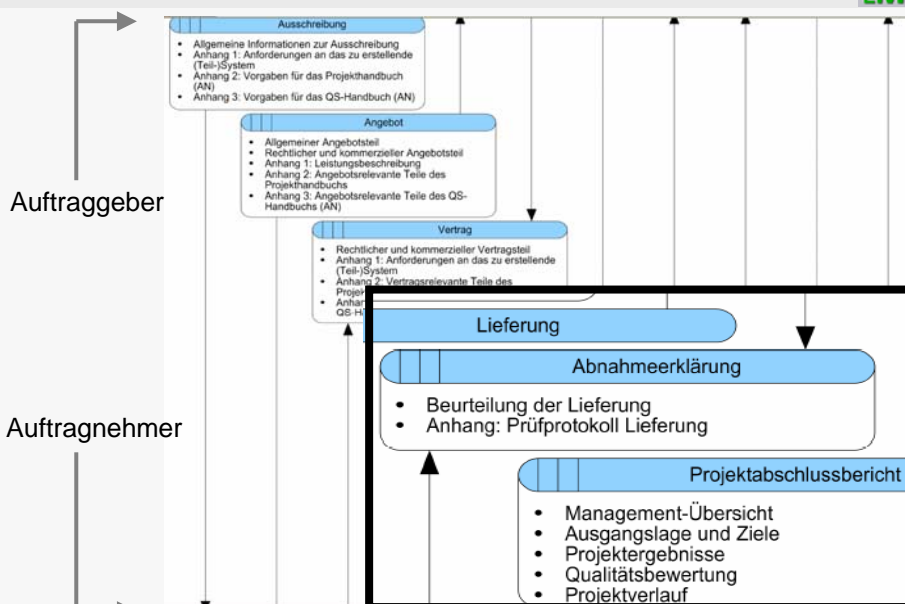 Ausschreibung
• Allgemeine Informationen zur Ausschreibung
• Anhang 1: Anforderungen an das zu erstellende
(Teil-)System
• Anhang 2: Vorgaben für das Projekthandbuch
(AN)
• Anhang 3: Vorgaben für das QS-Handbuch (AN)
Angebot
• Allgemeiner Angebotsteil
• Rechtlicher und kommerzieller Angebotsteil
• Anhang 1: Leistungsbeschreibung
• Anhang 2: Angebotsrelevante Teile des
Projekthandbuchs
• Anhang 3: Angebotsrelevante Teile des QS-
Handbuchs (AN)
Auftraggeber
Vertrag
• Rechtlicher und kommerzieller Vertragsteil
• Anhang 1: Anforderungen an das zu erstellende
(Teil-)System
• Anhang 2: Vertragsrelevante Teile des
Lieferung
Abnahmeerklärung
• Beurteilung der Lieferung
• Anhang: Prüfprotokoll Lieferung
Auftragnehmer
Projektabschlussbericht
• Management-Übersicht
• Ausgangslage und Ziele
• Projektergebnisse
• Qualitätsbewertung
• Projektverlauf